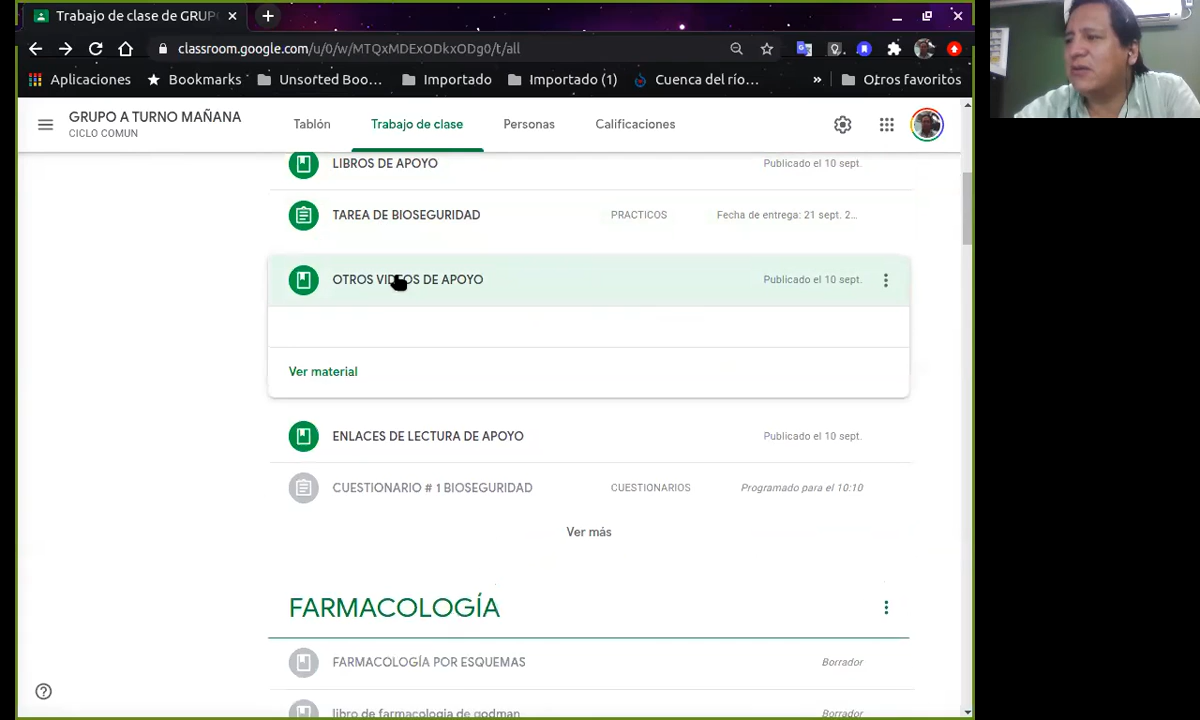 Trabajo de clase de GRUP
classroom.google.com/u/0/w/MTQxMDExODkxODg0/t/all
Aplicaciones
Bookmarks
Unsorted Boo...
Importado
Importado (1)
Cuenca del río...
»
Otros favoritos
GRUPO A TURNO MAÑANA
CICLO COMUN
Tablón
Trabajo de clase
Personas
Calificaciones
LIBROS DE APOYO
Publicado el 10 sept.
TAREA DE BIOSEGURIDAD
PRACTICOS
Fecha de entrega: 21 sept. 2...
OTROS VIDEOS DE APOYO
Publicado el 10 sept.
Ver material
ENLACES DE LECTURA DE APOYO
Publicado el 10 sept.
CUESTIONARIO # 1 BIOSEGURIDAD
CUESTIONARIOS
Programado para el 10:10
Ver más
FARMACOLOGÍA
FARMACOLOGÍA POR ESQUEMAS
Borrador
libro de farmacologia de godman
Borrador